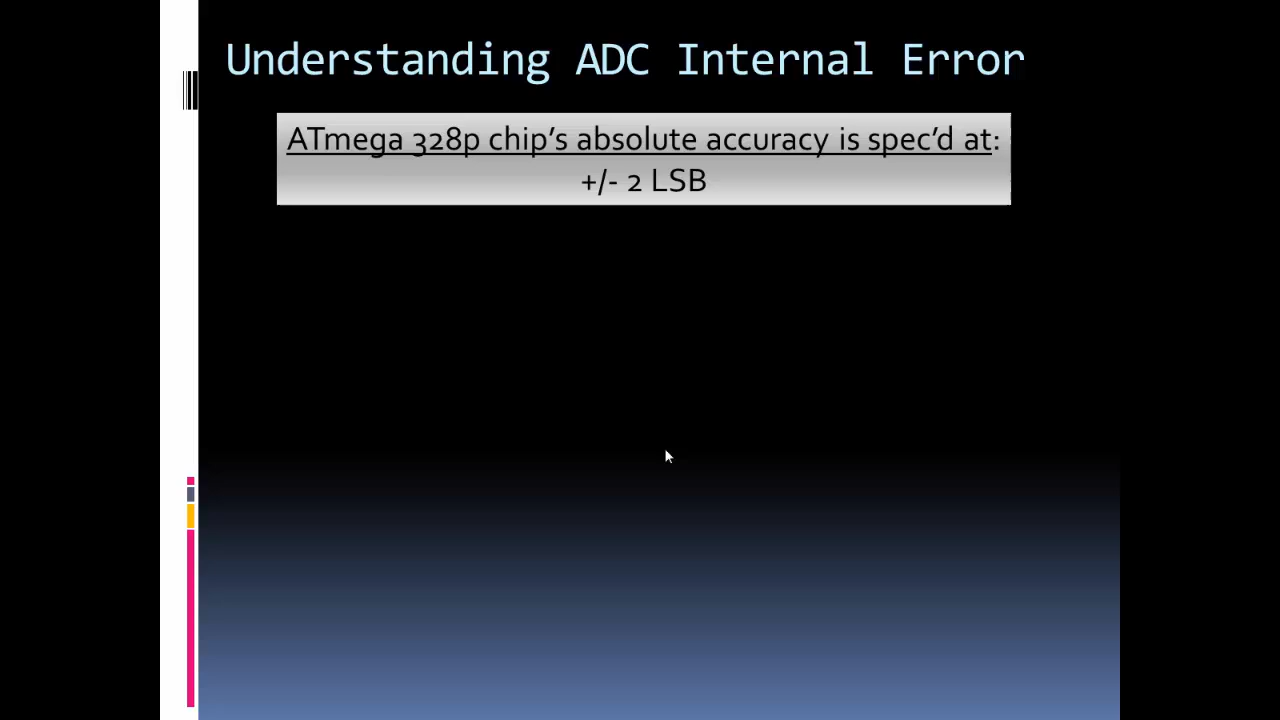 Understanding ADC Internal Error
ATmega 328p chip’s absolute accuracy is spec’d at:
+/- 2 LSB